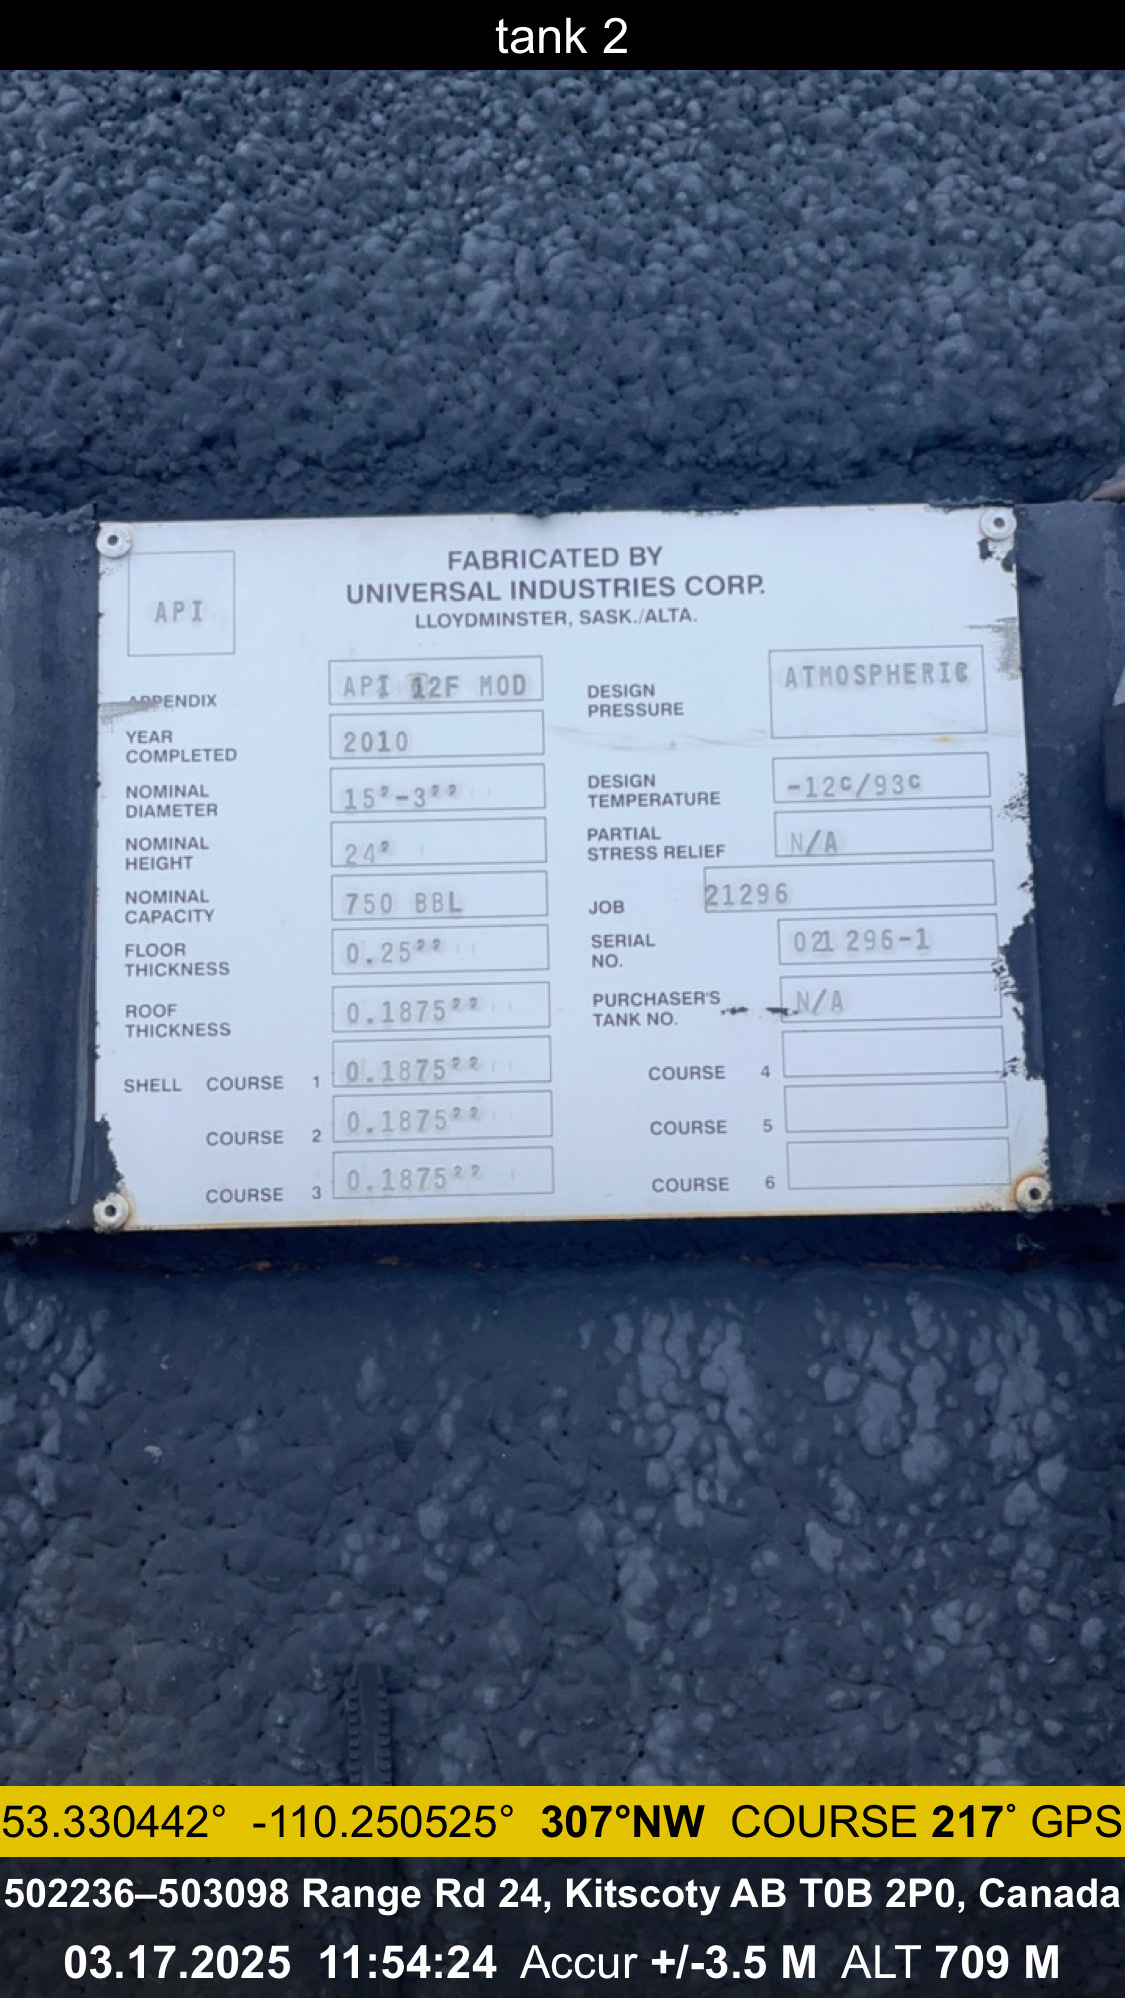 tank 2
FABRICATED BY
UNIVERSAL INDUSTRIES CORP.
LLOYDMINSTER, SASK./ALTA.
API
APPENDIX API 12F MOD
YEAR COMPLETED 2010
NOMINAL DIAMETER 15'-3''
NOMINAL HEIGHT 24'
NOMINAL CAPACITY 750 BBL
FLOOR THICKNESS 0.25''
ROOF THICKNESS 0.1875''
SHELL COURSE 1 0.1875''
COURSE 2 0.1875''
COURSE 3 0.1875''
DESIGN PRESSURE ATMOSPHERIC
DESIGN TEMPERATURE -12C/93C
PARTIAL STRESS RELIEF N/A
JOB 21296
SERIAL NO. 021 296-1
PURCHASER'S TANK NO. N/A
COURSE 4
COURSE 5
COURSE 6
53.330442° -110.250525° 307°NW COURSE 217° GPS
502236–503098 Range Rd 24, Kitscoty AB T0B 2P0, Canada
03.17.2025 11:54:24 Accur +/-3.5 M ALT 709 M